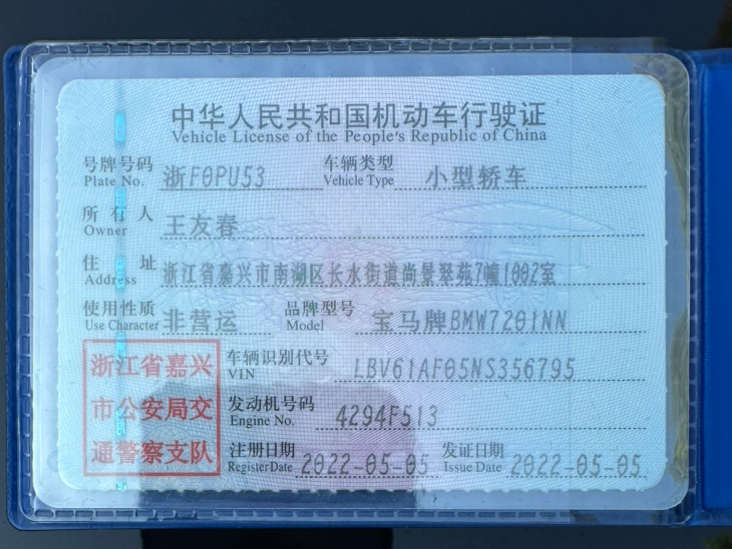 中华人民共和国机动车行驶证
Vehicle License of the People's Republic of China
号牌号码 浙F0PU53 车辆类型 小型轿车
Plate No. Vehicle Type
所有人 王友春
Owner
住址 浙江省嘉兴市南湖区长水街道尚景翠苑7幢1002室
Address
使用性质 非营运 品牌型号 宝马牌BMW7201NN
Use Character Model
浙江省嘉兴
市公安局交
通警察支队
车辆识别代号 LBV61AF05NS356795
VIN
发动机号码 4294F513
Engine No.
注册日期 2022-05-05 发证日期 2022-05-05
Register Date Issue Date